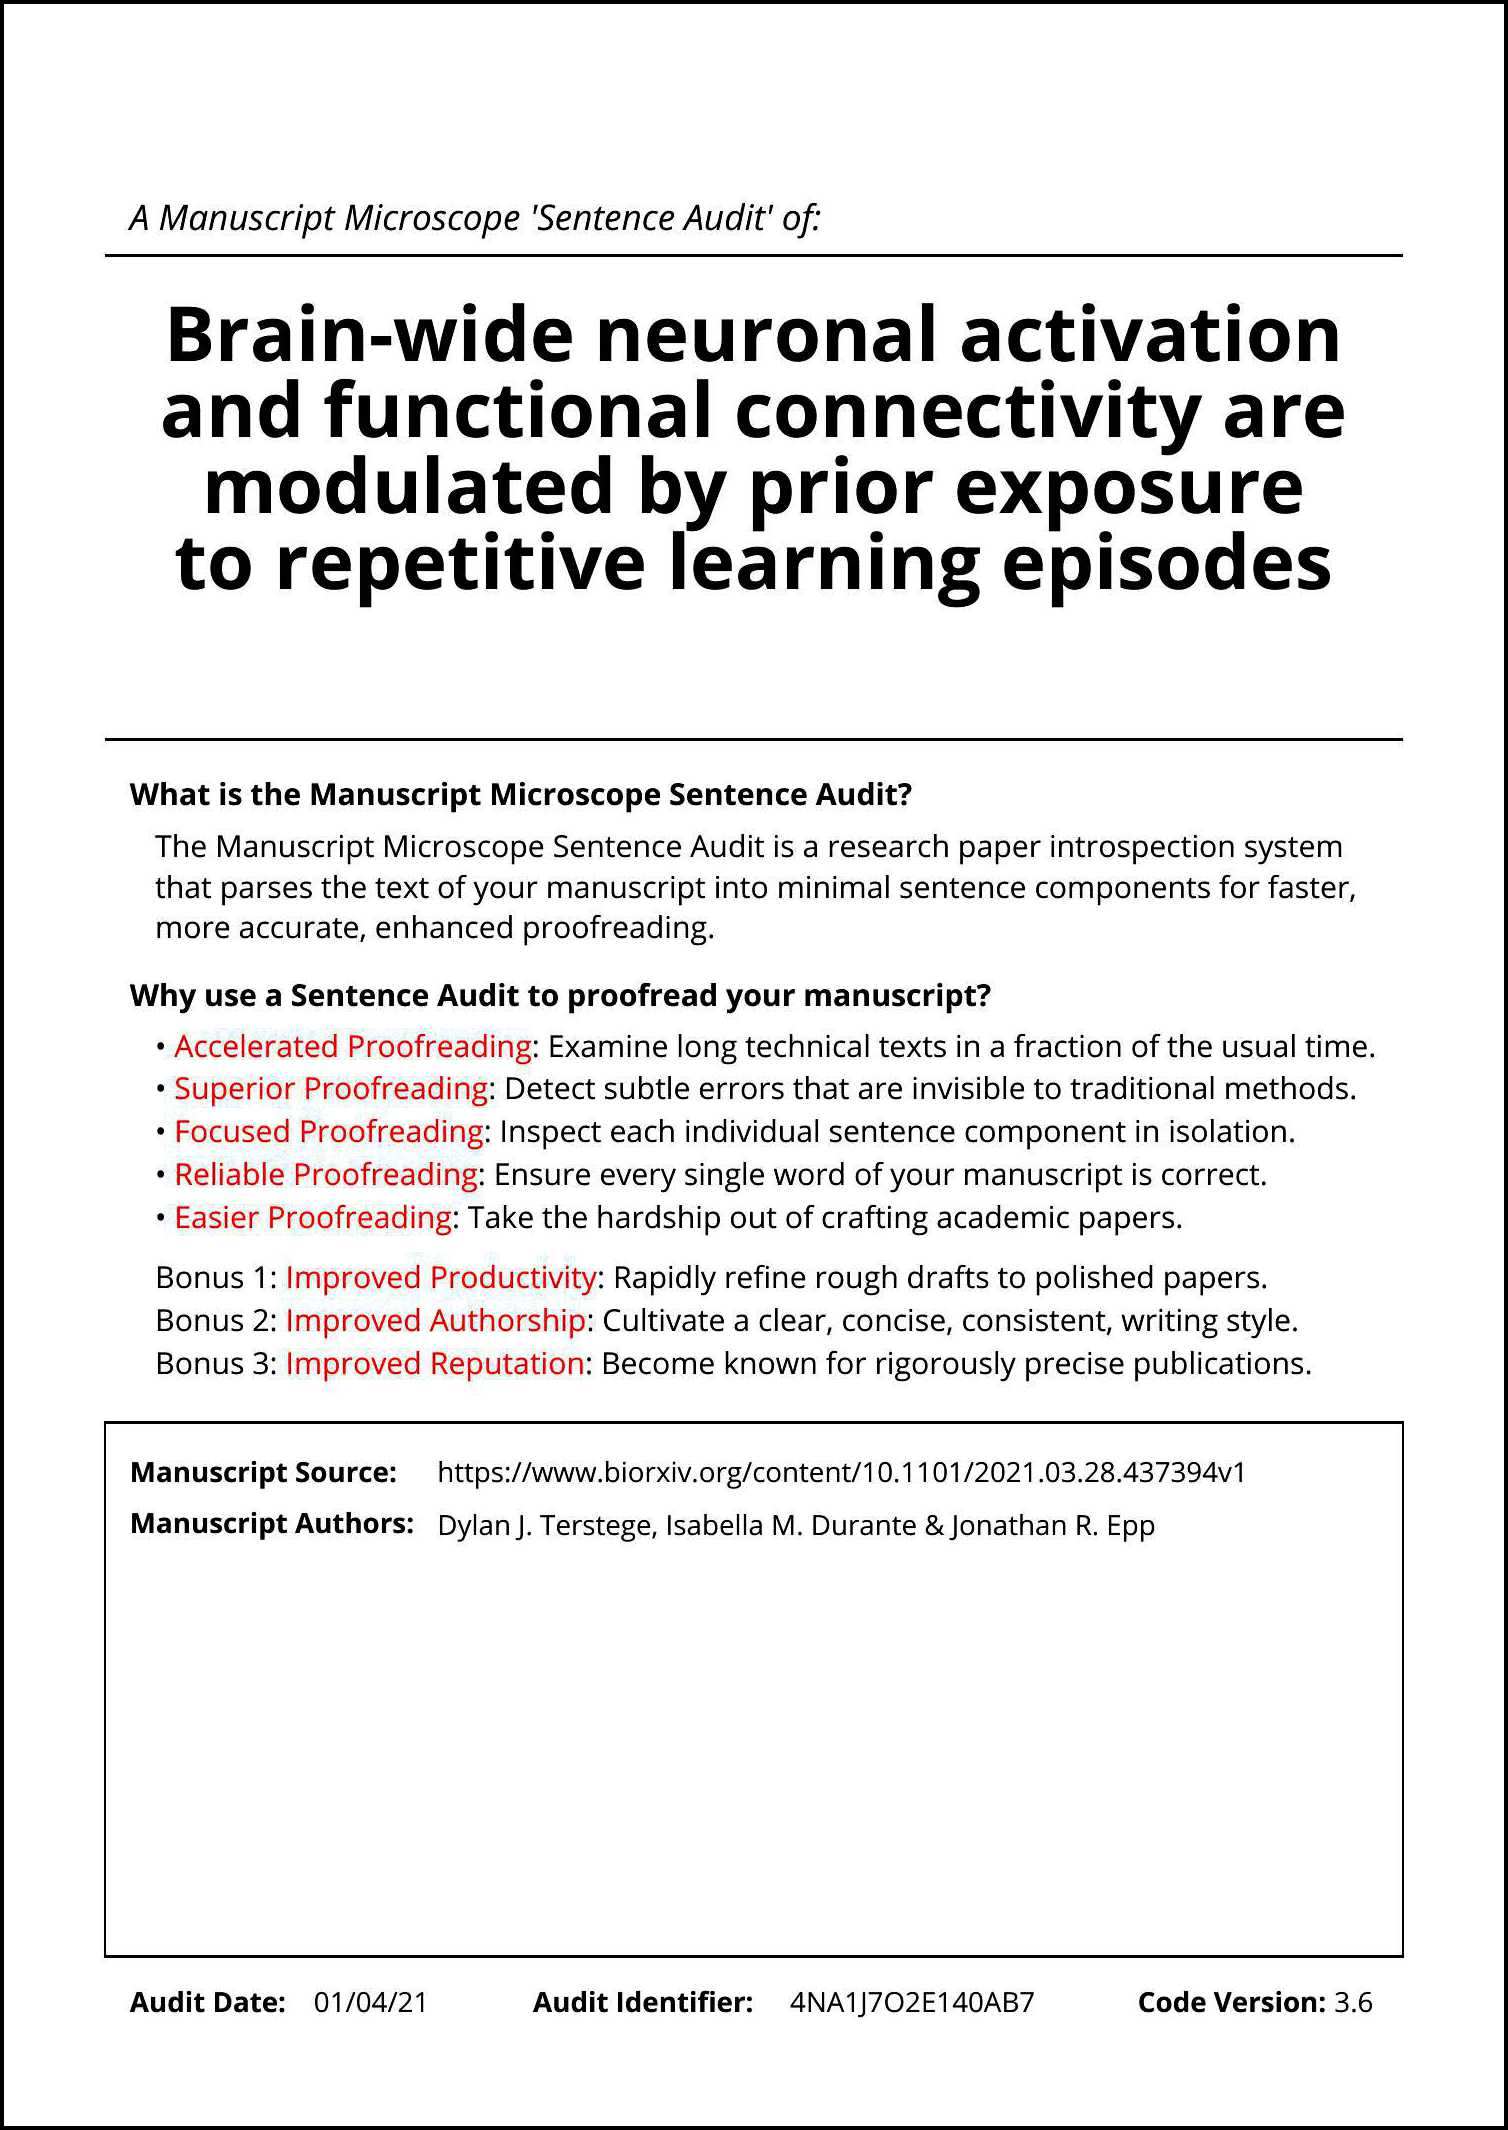 A Manuscript Microscope 'Sentence Audit' of:
Brain-wide neuronal activation
and functional connectivity are
modulated by prior exposure
to repetitive learning episodes
What is the Manuscript Microscope Sentence Audit?
The Manuscript Microscope Sentence Audit is a research paper introspection system
that parses the text of your manuscript into minimal sentence components for faster,
more accurate, enhanced proofreading.
Why use a Sentence Audit to proofread your manuscript?
• Accelerated Proofreading: Examine long technical texts in a fraction of the usual time.
• Superior Proofreading: Detect subtle errors that are invisible to traditional methods.
• Focused Proofreading: Inspect each individual sentence component in isolation.
• Reliable Proofreading: Ensure every single word of your manuscript is correct.
• Easier Proofreading: Take the hardship out of crafting academic papers.
Bonus 1: Improved Productivity: Rapidly refine rough drafts to polished papers.
Bonus 2: Improved Authorship: Cultivate a clear, concise, consistent, writing style.
Bonus 3: Improved Reputation: Become known for rigorously precise publications.
Manuscript Source: https://www.biorxiv.org/content/10.1101/2021.03.28.437394v1
Manuscript Authors: Dylan J. Terstege, Isabella M. Durante & Jonathan R. Epp
Audit Date: 01/04/21 Audit Identifier: 4NA1J7O2E140AB7 Code Version: 3.6